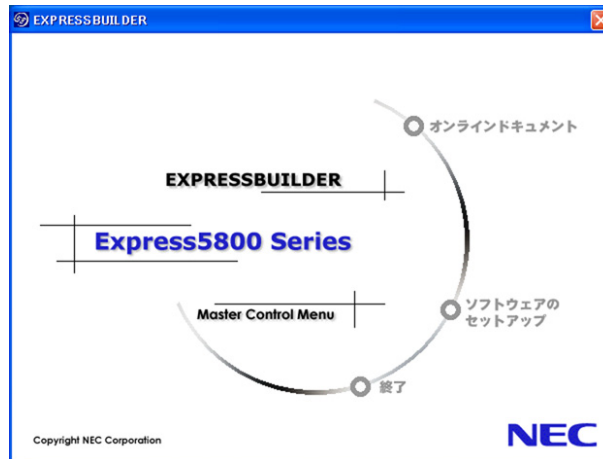 EXPRESSBUILDER
オンラインドキュメント
EXPRESSBUILDER
Express5800 Series
ソフトウェアの
セットアップ
Master Control Menu
終了
Copyright NEC Corporation
NEC